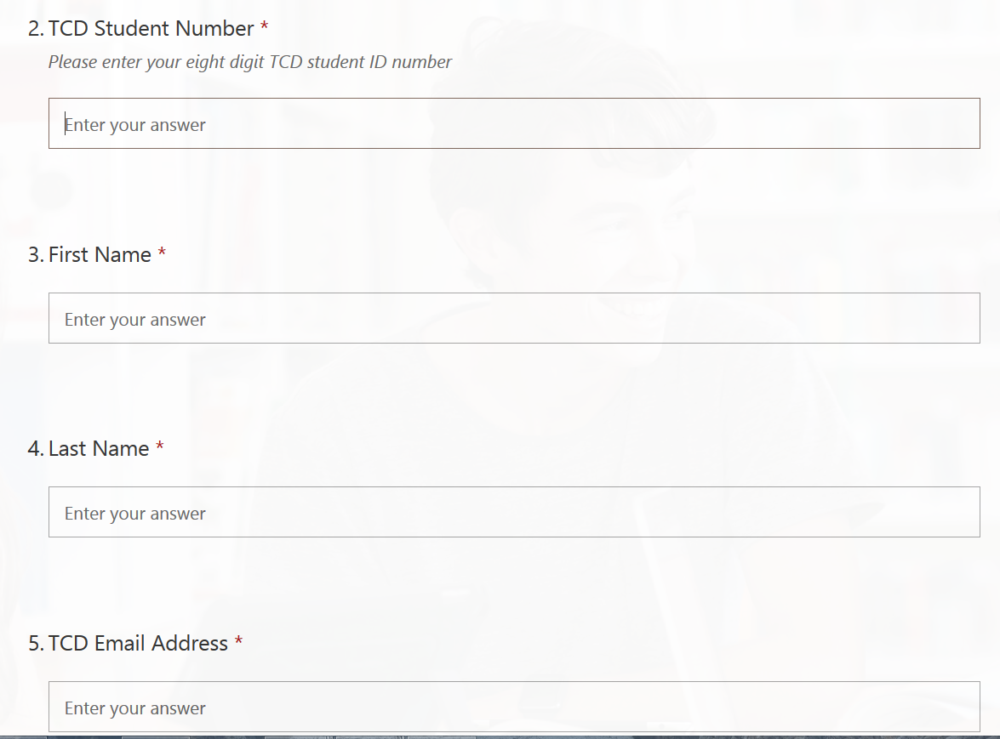 2. TCD Student Number *
Please enter your eight digit TCD student ID number
Enter your answer
3. First Name *
Enter your answer
4. Last Name *
Enter your answer
5. TCD Email Address *
Enter your answer